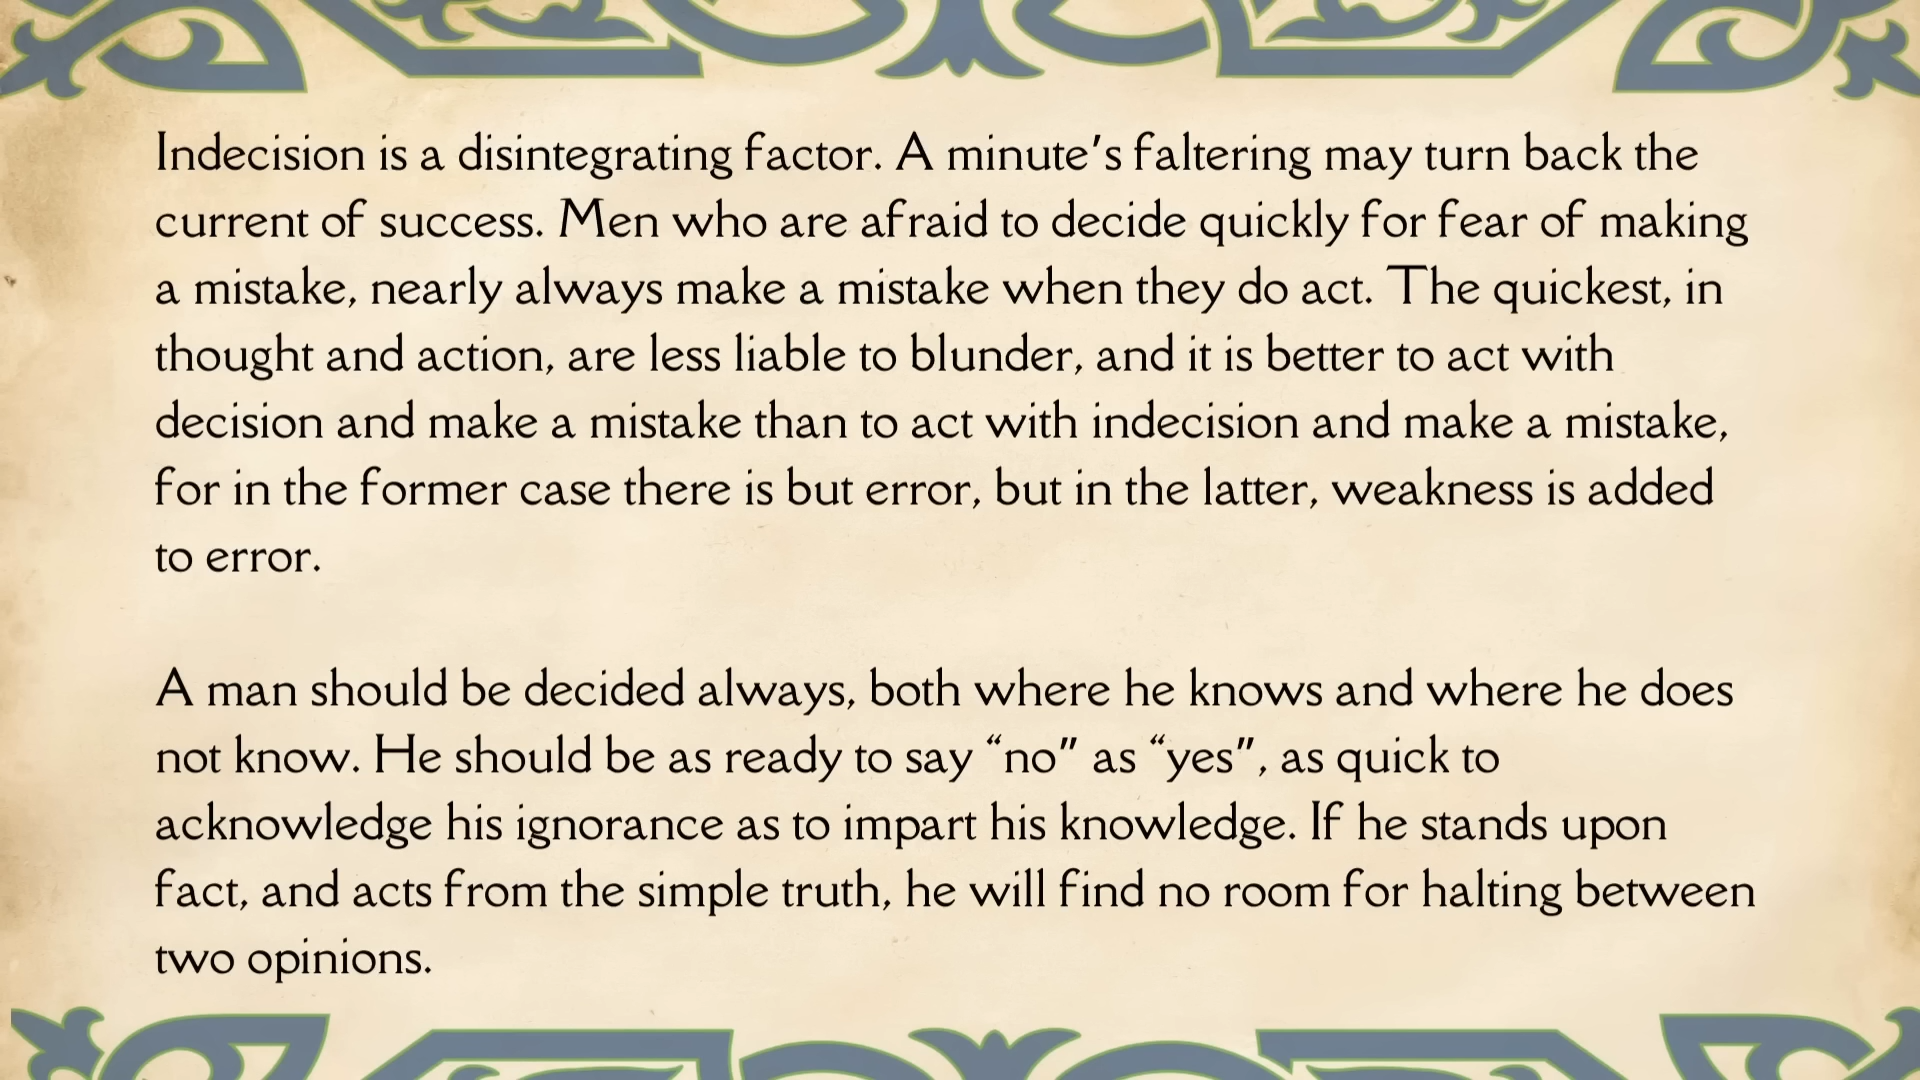 Indecision is a disintegrating factor. A minute's faltering may turn back the
current of success. Men who are afraid to decide quickly for fear of making
a mistake, nearly always make a mistake when they do act. The quickest, in
thought and action, are less liable to blunder, and it is better to act with
decision and make a mistake than to act with indecision and make a mistake,
for in the former case there is but error, but in the latter, weakness is added
to error.

A man should be decided always, both where he knows and where he does
not know. He should be as ready to say “no” as “yes”, as quick to
acknowledge his ignorance as to impart his knowledge. If he stands upon
fact, and acts from the simple truth, he will find no room for halting between
two opinions.